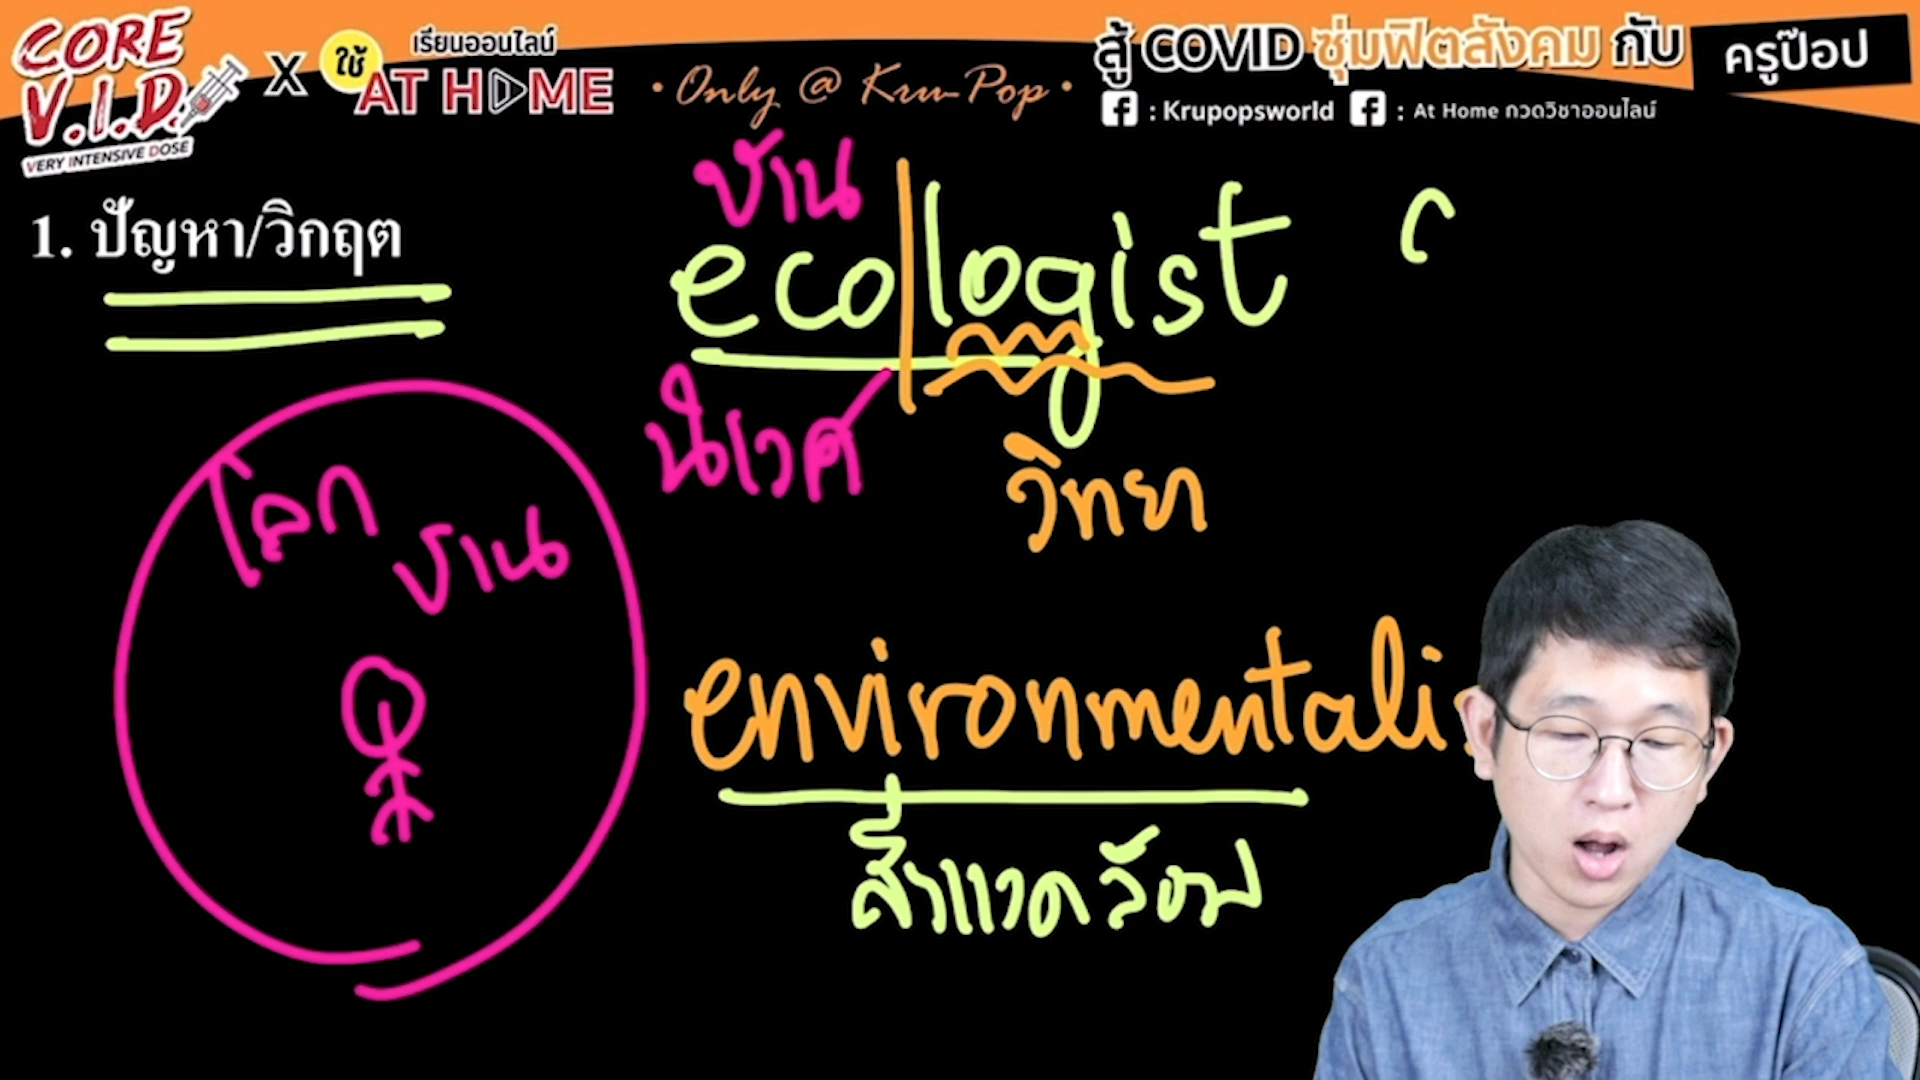 CORE
V.I.D.
VERY INTENSIVE DOSE
X
ใช้
เรียนออนไลน์
AT HOME
• Only @ Kru-Pop •
สู้ COVID ซุ่มฟิตสังคม กับ
ครูป๊อป
: Krupopsworld : At Home กวดวิชาออนไลน์
1. ปัญหา/วิกฤต
บ้าน
ecologist
นิเวศ
วิทยา
โลก
บ้าน
environmentali
สิ่งแวดล้อม